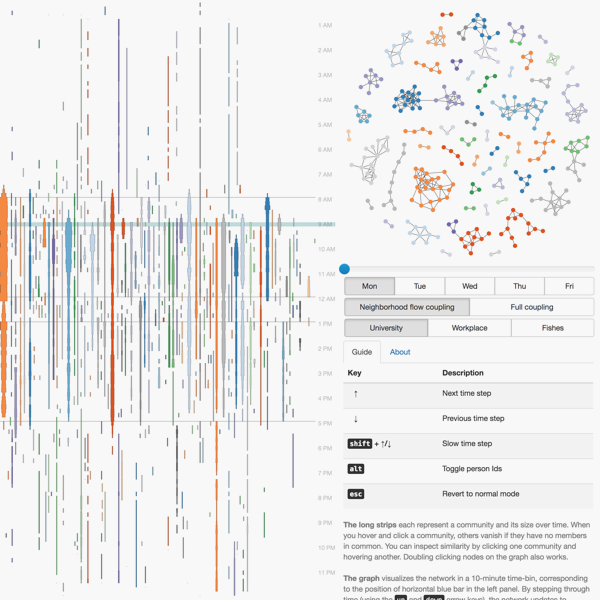 1 AM
2 AM
3 AM
4 AM
5 AM
6 AM
7 AM
8 AM
9 AM
10 AM
11 AM
12 AM
1 PM
2 PM
3 PM
4 PM
5 PM
6 PM
7 PM
8 PM
9 PM
10 PM
11 PM
Mon Tue Wed Thu Fri
Neighborhood flow coupling Full coupling
University Workplace Fishes
Guide About
Key Description
↑ Next time step
↓ Previous time step
shift + ↑/↓ Slow time step
alt Toggle person Ids
esc Revert to normal mode
The long strips each represent a community and its size over time. When
you hover and click a community, others vanish if they have no members
in common. You can inspect similarity by clicking one community and
hovering another. Doubling clicking nodes on the graph also works.
The graph visualizes the network in a 10-minute time-bin, corresponding
to the position of horizontal blue bar in the left panel. By stepping through